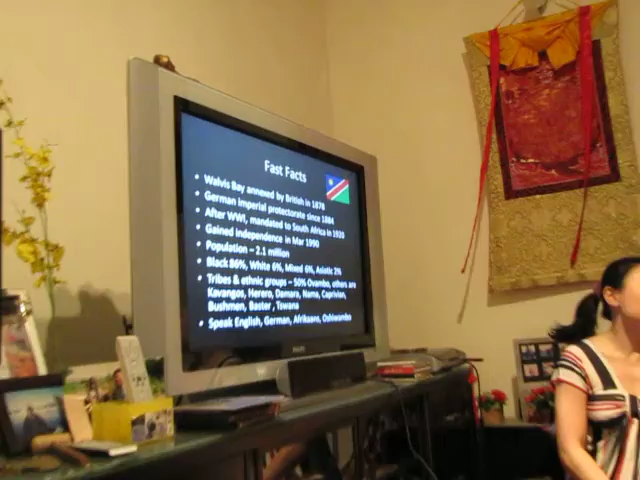 Fast Facts
• Walvis Bay annexed by British in 1878
• German imperial protectorate since 1884
• After WWI, mandated to South Africa in 1920
• Gained independence in Mar 1990
• Population – 2.1 million
• Black 86%, White 6%, Mixed 6%, Asiatic 2%
• Tribes & ethnic groups – 50% Ovambo, others are
Kavangos, Herero, Damara, Nama, Caprivian,
Bushmen, Baster, Tswana
• Speak English, German, Afrikaans, Oshiwambo
PHILIPS